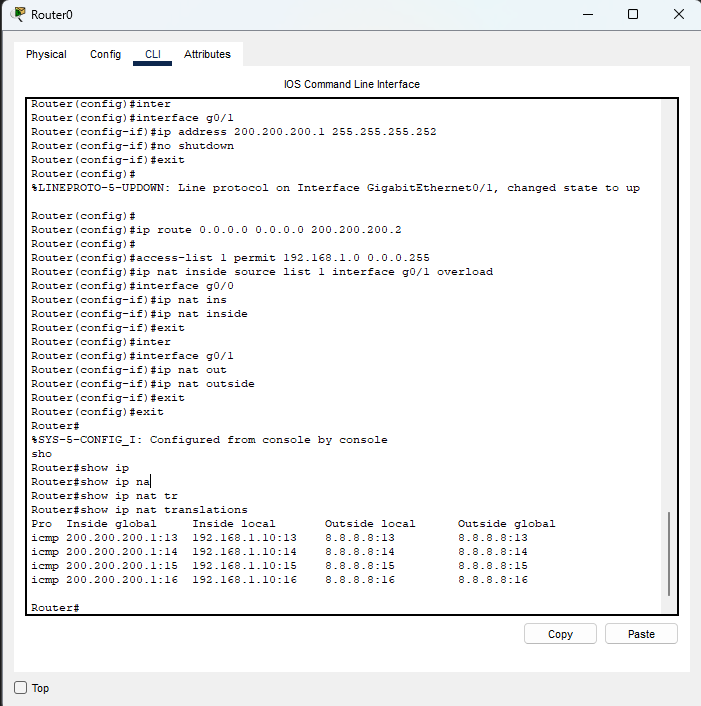 Router0
Physical Config CLI Attributes
IOS Command Line Interface
Router(config)#inter
Router(config)#interface g0/1
Router(config-if)#ip address 200.200.200.1 255.255.255.252
Router(config-if)#no shutdown
Router(config-if)#exit
Router(config)#
%LINEPROTO-5-UPDOWN: Line protocol on Interface GigabitEthernet0/1, changed state to up
Router(config)#
Router(config)#ip route 0.0.0.0 0.0.0.0 200.200.200.2
Router(config)#
Router(config)#access-list 1 permit 192.168.1.0 0.0.0.255
Router(config)#ip nat inside source list 1 interface g0/1 overload
Router(config)#interface g0/0
Router(config-if)#ip nat ins
Router(config-if)#ip nat inside
Router(config-if)#exit
Router(config)#inter
Router(config)#interface g0/1
Router(config-if)#ip nat out
Router(config-if)#ip nat outside
Router(config-if)#exit
Router(config)#exit
Router#
%SYS-5-CONFIG_I: Configured from console by console
sho
Router#show ip
Router#show ip na
Router#show ip nat tr
Router#show ip nat translations
Pro Inside global Inside local Outside local Outside global
icmp 200.200.200.1:13 192.168.1.10:13 8.8.8.8:13 8.8.8.8:13
icmp 200.200.200.1:14 192.168.1.10:14 8.8.8.8:14 8.8.8.8:14
icmp 200.200.200.1:15 192.168.1.10:15 8.8.8.8:15 8.8.8.8:15
icmp 200.200.200.1:16 192.168.1.10:16 8.8.8.8:16 8.8.8.8:16
Router#
Copy Paste
Top